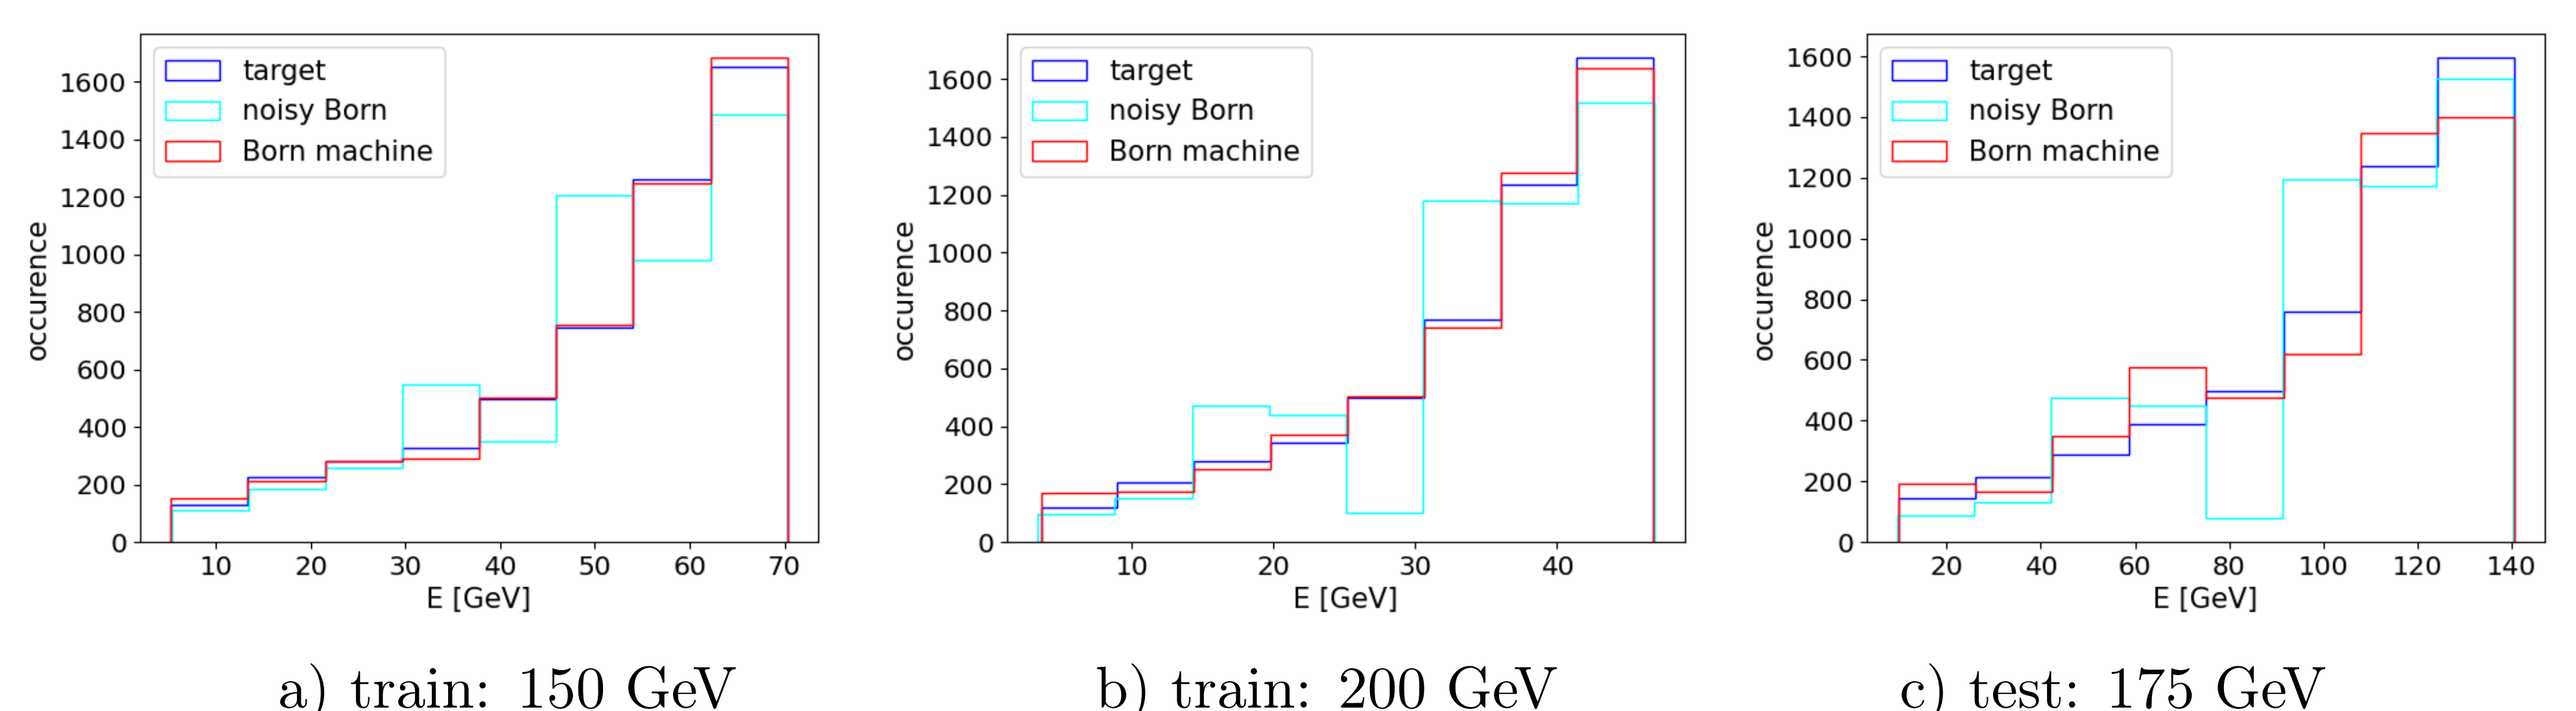 target
noisy Born
Born machine
1600
1400
1200
1000
800
600
400
200
0
occurence
10 20 30 40 50 60 70
E [GeV]
a) train: 150 GeV
target
noisy Born
Born machine
1600
1400
1200
1000
800
600
400
200
0
occurence
10 20 30 40
E [GeV]
b) train: 200 GeV
target
noisy Born
Born machine
1600
1400
1200
1000
800
600
400
200
0
occurence
20 40 60 80 100 120 140
E [GeV]
c) test: 175 GeV